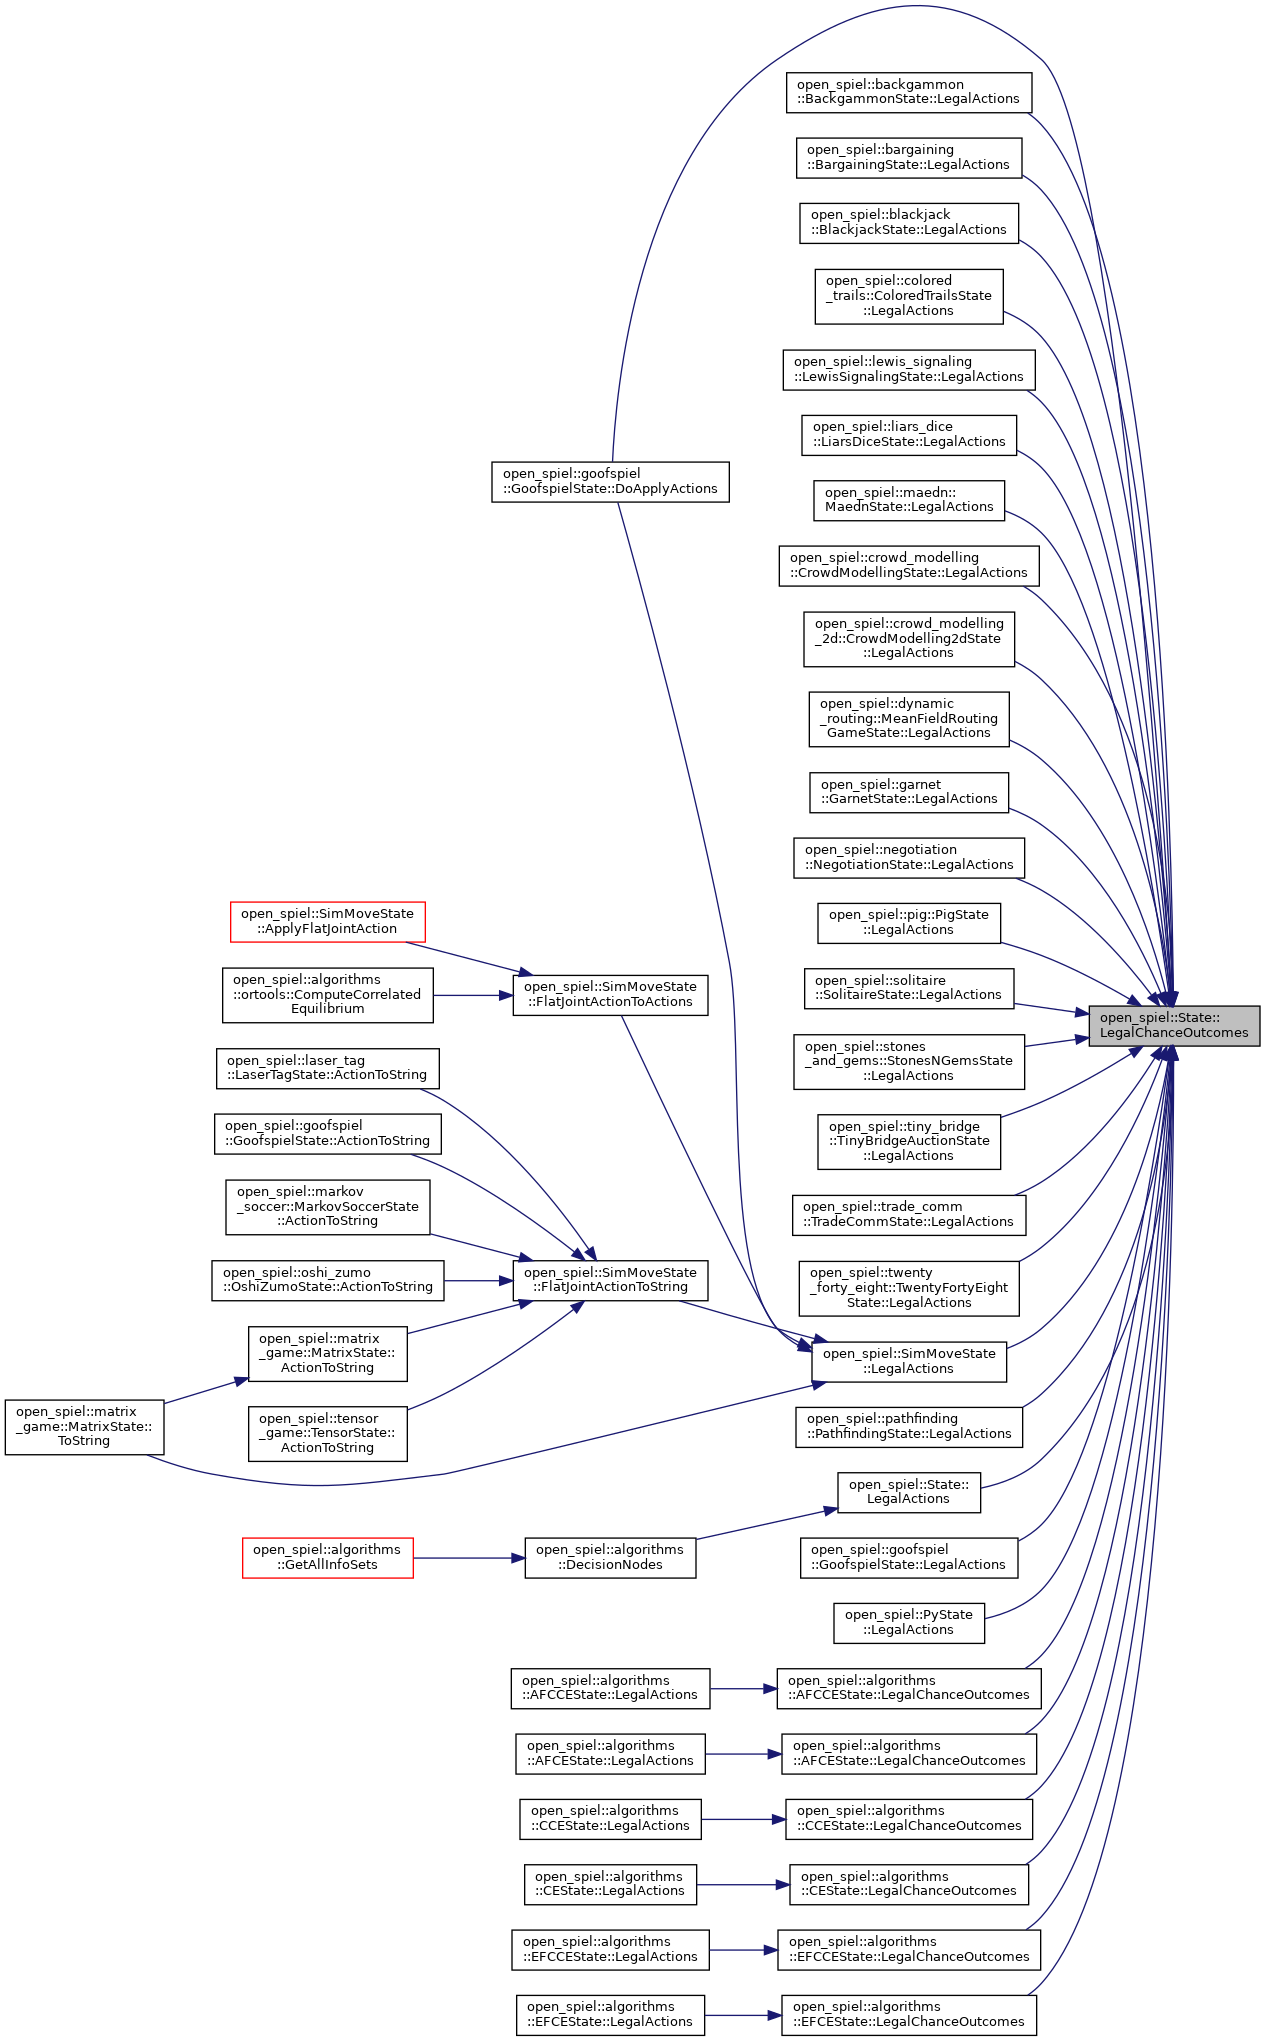 open_spiel::backgammon
::BackgammonState::LegalActions
open_spiel::bargaining
::BargainingState::LegalActions
open_spiel::blackjack
::BlackjackState::LegalActions
open_spiel::colored
_trails::ColoredTrailsState
::LegalActions
open_spiel::lewis_signaling
::LewisSignalingState::LegalActions
open_spiel::liars_dice
::LiarsDiceState::LegalActions
open_spiel::goofspiel
::GoofspielState::DoApplyActions
open_spiel::maedn::
MaednState::LegalActions
open_spiel::crowd_modelling
::CrowdModellingState::LegalActions
open_spiel::crowd_modelling
_2d::CrowdModelling2dState
::LegalActions
open_spiel::dynamic
_routing::MeanFieldRouting
GameState::LegalActions
open_spiel::garnet
::GarnetState::LegalActions
open_spiel::negotiation
::NegotiationState::LegalActions
open_spiel::SimMoveState
::ApplyFlatJointAction
open_spiel::pig::PigState
::LegalActions
open_spiel::algorithms
::ortools::ComputeCorrelated
Equilibrium
open_spiel::SimMoveState
::FlatJointActionToActions
open_spiel::solitaire
::SolitaireState::LegalActions
open_spiel::State::
LegalChanceOutcomes
open_spiel::stones
_and_gems::StonesNGemsState
::LegalActions
open_spiel::laser_tag
::LaserTagState::ActionToString
open_spiel::goofspiel
::GoofspielState::ActionToString
open_spiel::tiny_bridge
::TinyBridgeAuctionState
::LegalActions
open_spiel::markov
_soccer::MarkovSoccerState
::ActionToString
open_spiel::trade_comm
::TradeCommState::LegalActions
open_spiel::oshi_zumo
::OshiZumoState::ActionToString
open_spiel::SimMoveState
::FlatJointActionToString
open_spiel::twenty
_forty_eight::TwentyFortyEight
State::LegalActions
open_spiel::matrix
_game::MatrixState::
ActionToString
open_spiel::SimMoveState
::LegalActions
open_spiel::matrix
_game::MatrixState::
ToString
open_spiel::tensor
_game::TensorState::
ActionToString
open_spiel::pathfinding
::PathfindingState::LegalActions
open_spiel::State::
LegalActions
open_spiel::algorithms
::GetAllInfoSets
open_spiel::algorithms
::DecisionNodes
open_spiel::goofspiel
::GoofspielState::LegalActions
open_spiel::PyState
::LegalActions
open_spiel::algorithms
::AFCCEState::LegalActions
open_spiel::algorithms
::AFCCEState::LegalChanceOutcomes
open_spiel::algorithms
::AFCEState::LegalActions
open_spiel::algorithms
::AFCEState::LegalChanceOutcomes
open_spiel::algorithms
::CCEState::LegalActions
open_spiel::algorithms
::CCEState::LegalChanceOutcomes
open_spiel::algorithms
::CEState::LegalActions
open_spiel::algorithms
::CEState::LegalChanceOutcomes
open_spiel::algorithms
::EFCCEState::LegalActions
open_spiel::algorithms
::EFCCEState::LegalChanceOutcomes
open_spiel::algorithms
::EFCEState::LegalActions
open_spiel::algorithms
::EFCEState::LegalChanceOutcomes